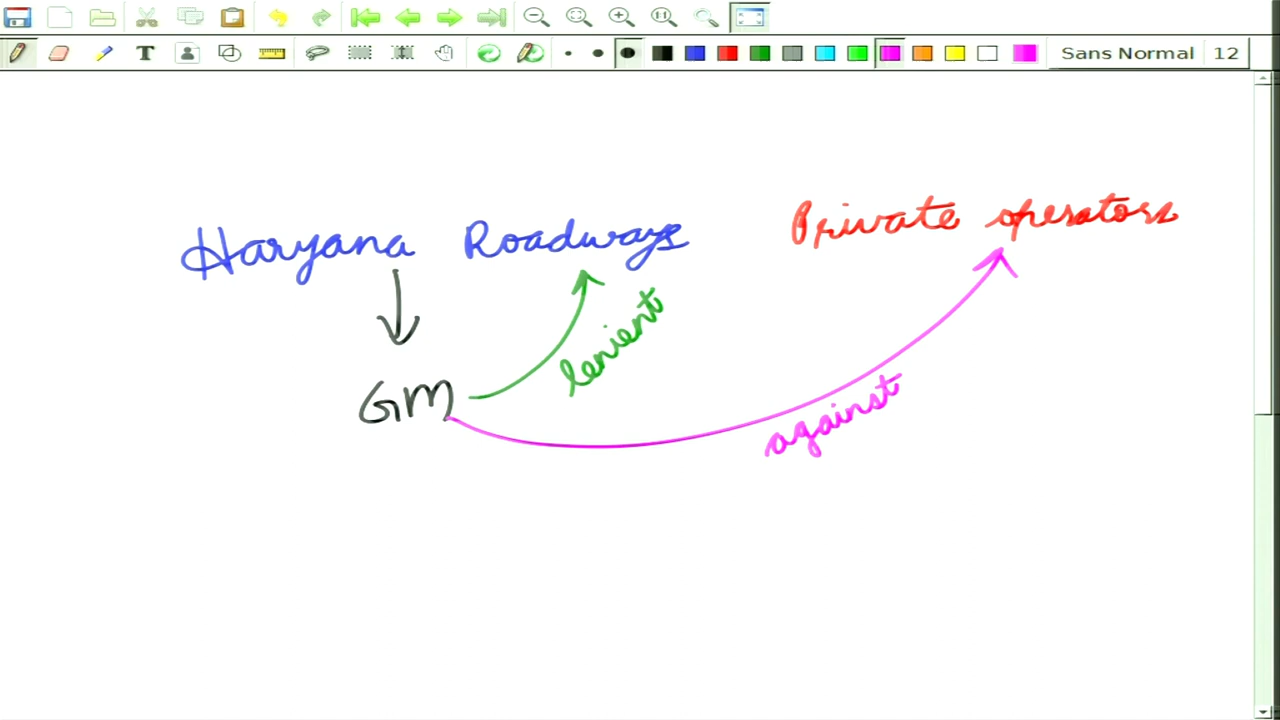 T Sans Normal 12
Haryana Roadways Private operators
lenient
GM
against